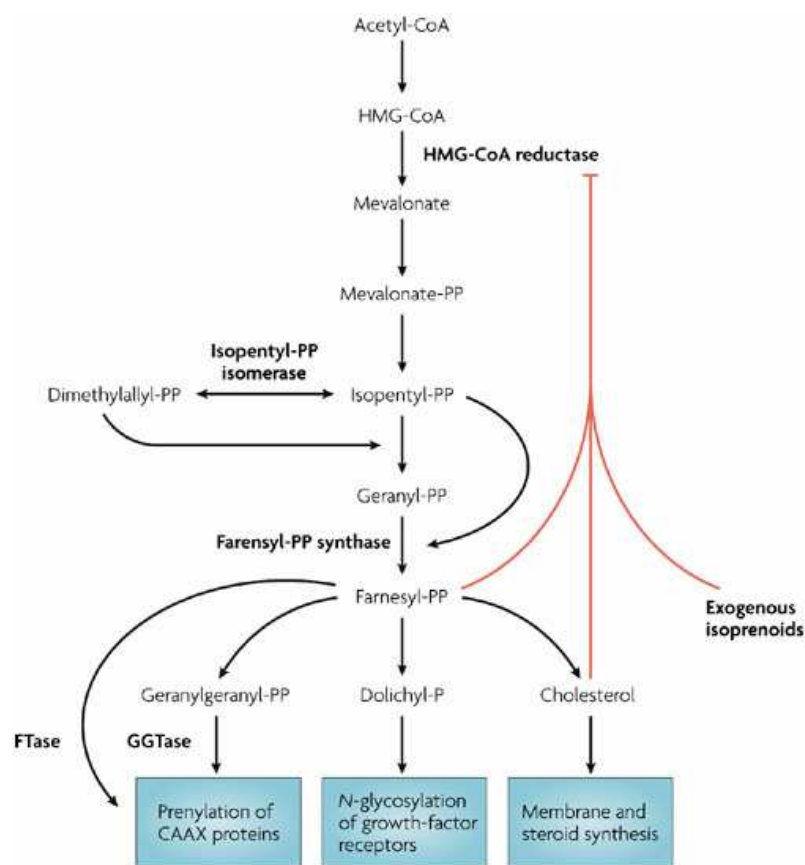 Acetyl-CoA
HMG-CoA
HMG-CoA reductase
Mevalonate
Mevalonate-PP
Isopentyl-PP
isomerase
Dimethylallyl-PP
Isopentyl-PP
Geranyl-PP
Farensyl-PP synthase
Farnesyl-PP
Exogenous
isoprenoids
Geranylgeranyl-PP
Dolichyl-P
Cholesterol
FTase
GGTase
Prenylation of
CAAX proteins
N-glycosylation
of growth-factor
receptors
Membrane and
steroid synthesis